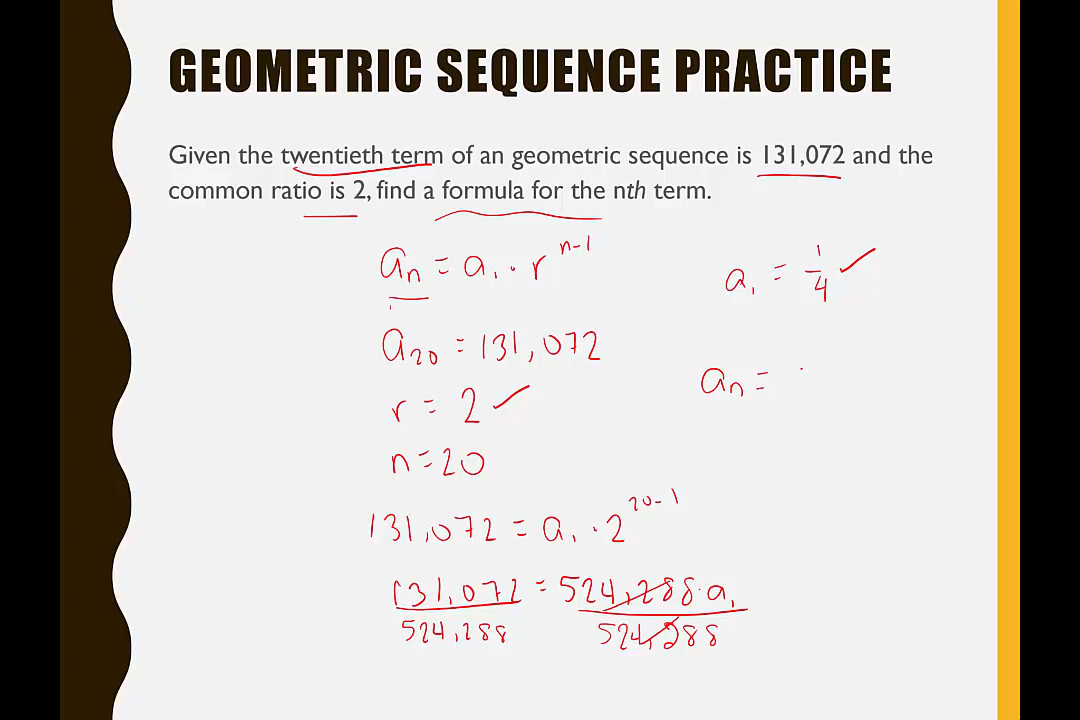 GEOMETRIC SEQUENCE PRACTICE
Given the twentieth term of an geometric sequence is 131,072 and the
common ratio is 2, find a formula for the nth term.
aₙ = a₁ · rⁿ⁻¹
a₂₀ = 131,072
r = 2 ✓
n = 20
131,072 = a₁ · 2²⁰⁻¹
131,072 = 524,288 · a₁
524,288 524,288
a₁ = 1/4 ✓
aₙ =